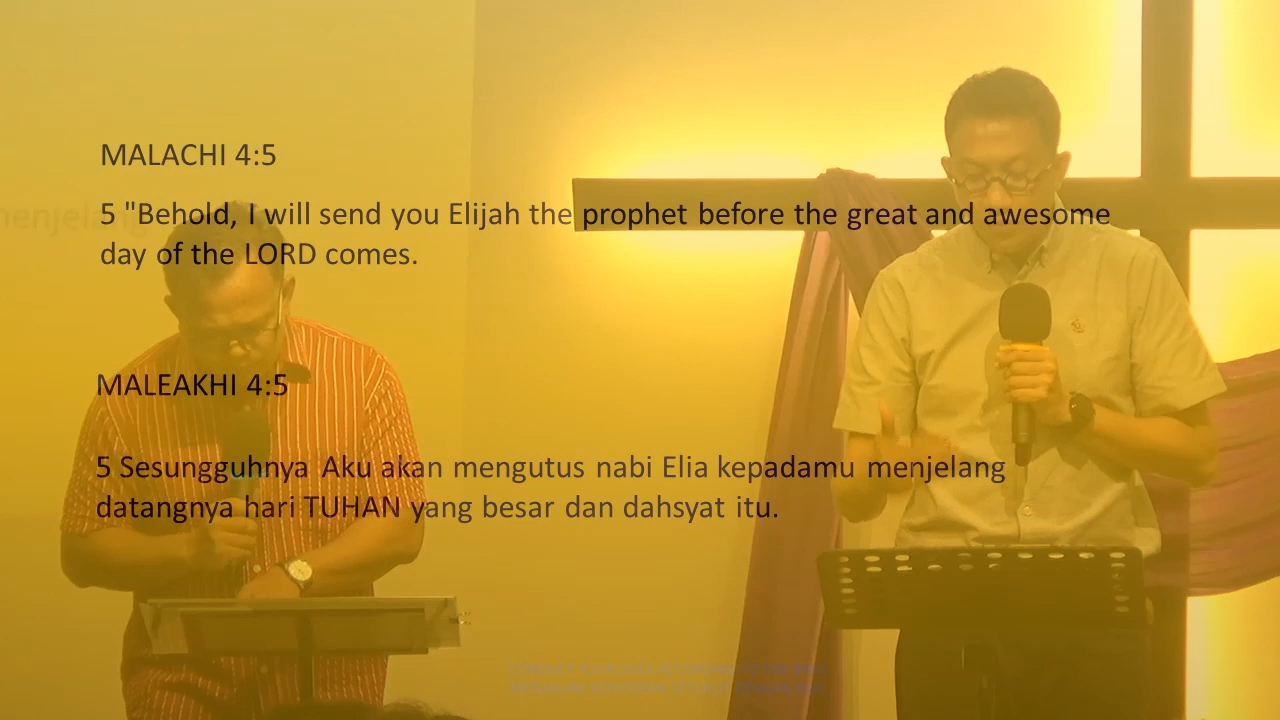 MALACHI 4:5
5 "Behold, I will send you Elijah the prophet before the great and awesome
day of the LORD comes.
menjelang
MALEAKHI 4:5
5 Sesungguhnya Aku akan mengutus nabi Elia kepadamu menjelang
datangnya hari TUHAN yang besar dan dahsyat itu.